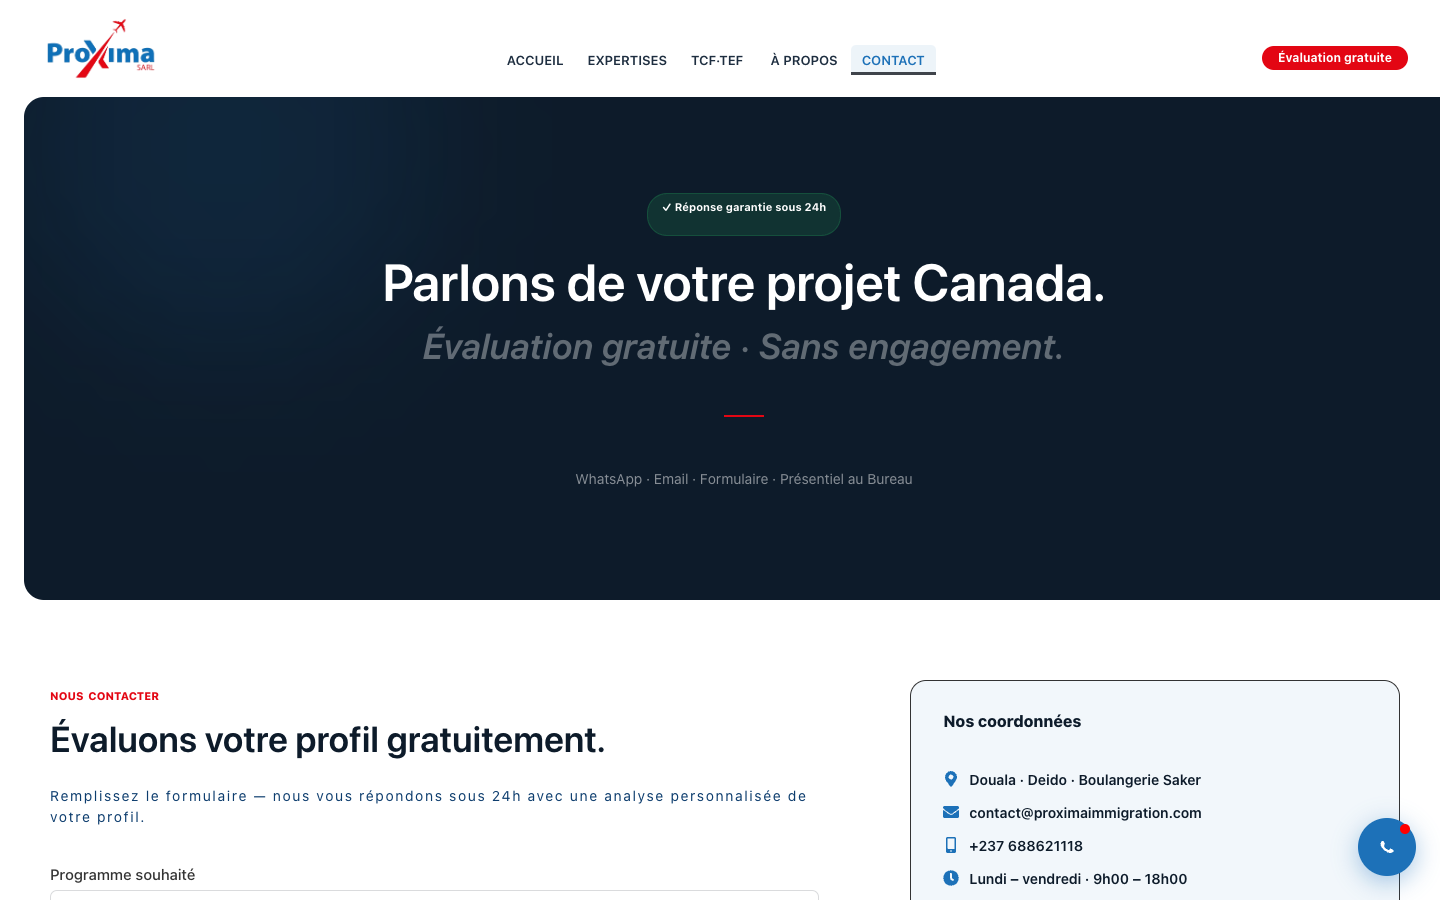 ProXima
SARL
ACCUEIL
EXPERTISES
TCF·TEF
À PROPOS
CONTACT
Évaluation gratuite
✓ Réponse garantie sous 24h
Parlons de votre projet Canada.
Évaluation gratuite · Sans engagement.
WhatsApp · Email · Formulaire · Présentiel au Bureau
NOUS CONTACTER
Évaluons votre profil gratuitement.
Remplissez le formulaire — nous vous répondons sous 24h avec une analyse personnalisée de
votre profil.
Programme souhaité
Nos coordonnées
Douala · Deido · Boulangerie Saker
contact@proximaimmigration.com
+237 688621118
Lundi – vendredi · 9h00 – 18h00